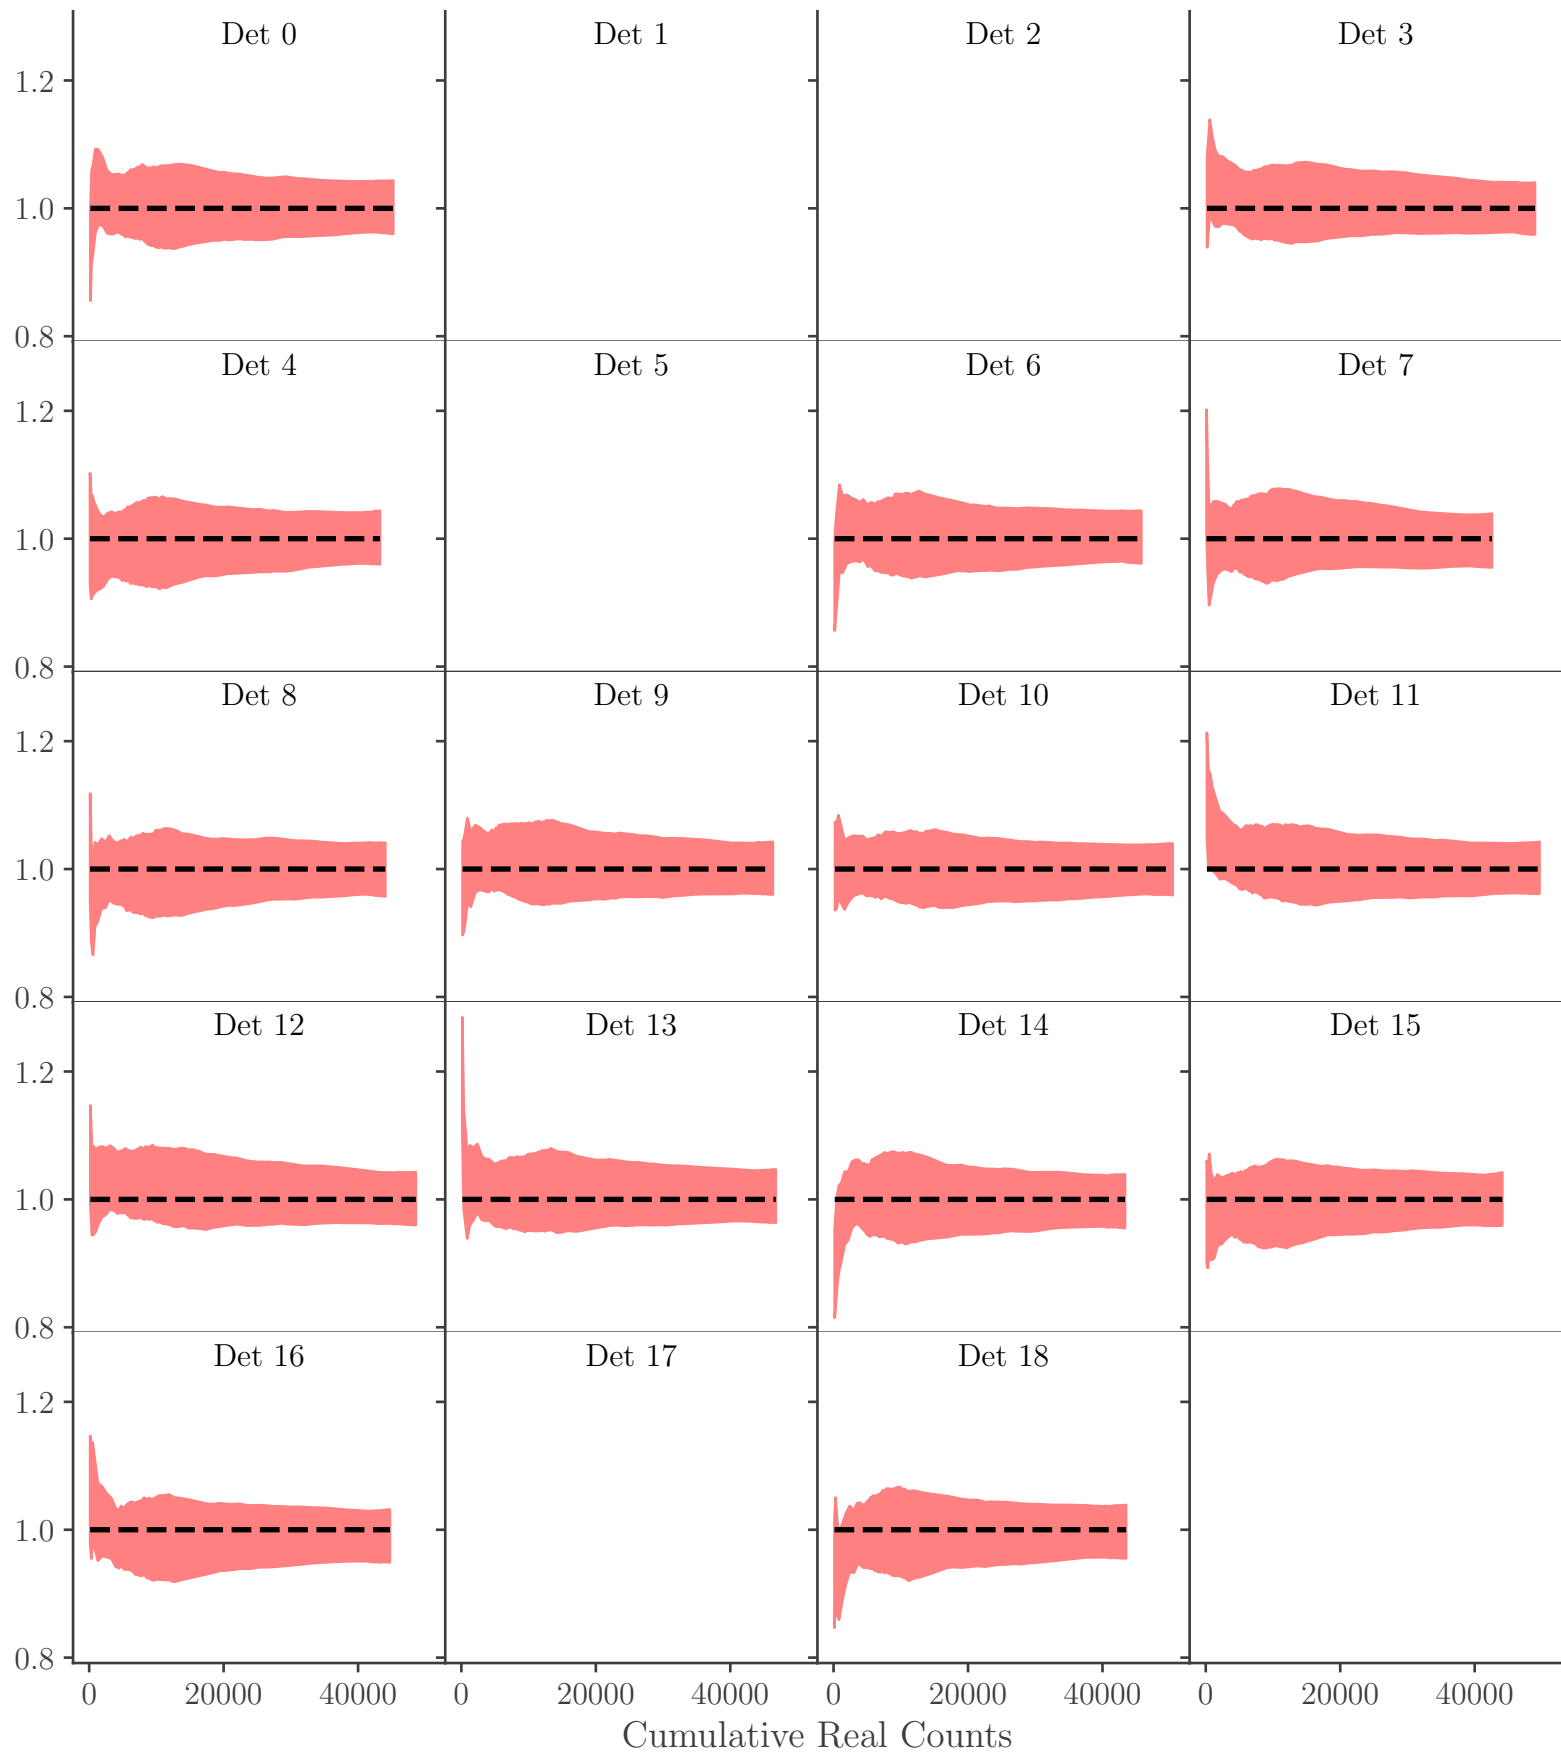 Det 0 Det 1 Det 2 Det 3
1.2
1.0
0.8
Det 4 Det 5 Det 6 Det 7
1.2
1.0
0.8
Det 8 Det 9 Det 10 Det 11
1.2
1.0
0.8
Det 12 Det 13 Det 14 Det 15
1.2
1.0
0.8
Det 16 Det 17 Det 18
1.2
1.0
0.8
0 20000 40000 0 20000 40000 0 20000 40000 0 20000 40000
Cumulative Real Counts